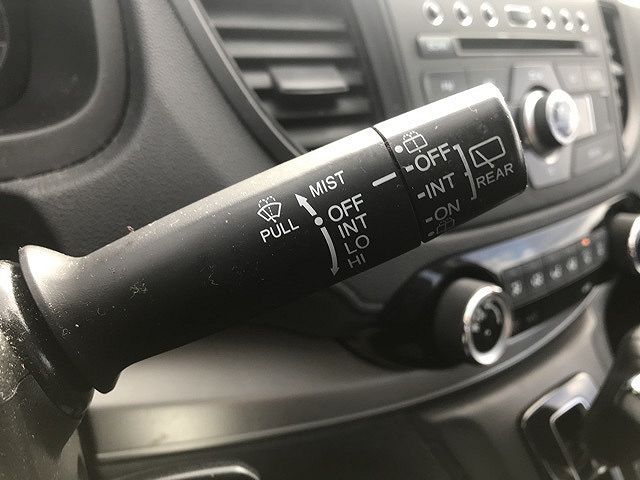 MIST
PULL
OFF
INT
LO
HI
OFF
INT
ON
REAR